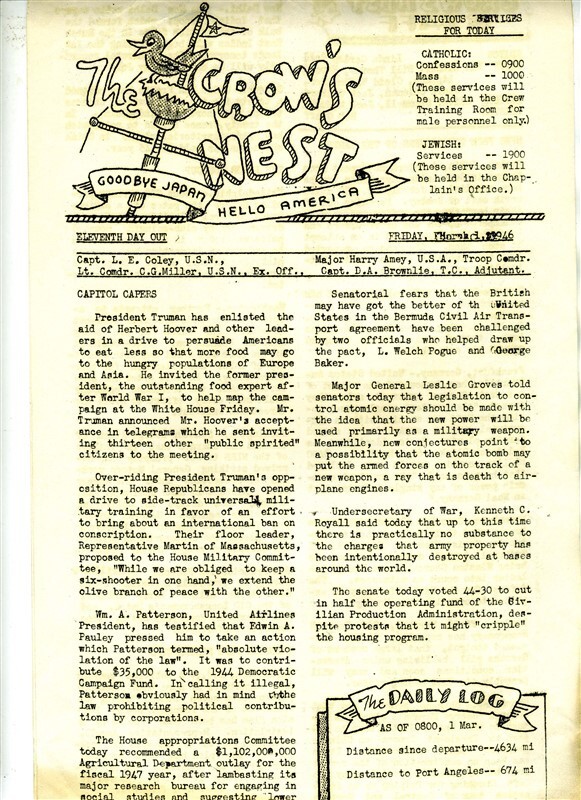 The CROW'S NEST
GOODBYE JAPAN
HELLO AMERICA
RELIGIOUS SERVICES
FOR TODAY
CATHOLIC:
Confessions -- 0900
Mass -- 1000
(These services will
be held in the Crew
Training Room for
male personnel only.)
JEWISH:
Services -- 1900
(These services will
be held in the Chap-
lain's Office.)
ELEVENTH DAY OUT
FRIDAY, 1946
Capt. L. E. Coley, U.S.N.,
Lt. Comdr. C.G.Miller, U.S.N., Ex. Off.,
Major Harry Amey, U.S.A., Troop Comdr.
Capt. D.A. Brownlie, T.C., Adjutant.
CAPITOL CAPERS
President Truman has enlisted the
aid of Herbert Hoover and other lead-
ers in a drive to persuade Americans
to eat less so that more food may go
to the hungry populations of Europe
and Asia. He invited the former pres-
ident, the outstanding food expert af-
ter World War I, to help map the cam-
paign at the White House Friday. Mr.
Truman announced Mr. Hoover's accept-
ance in telegrams which he sent invit-
ing thirteen other "public spirited"
citizens to the meeting.
Over-riding President Truman's opp-
osition, House Republicans have opened
a drive to side-track universal mili-
tary training in favor of an effort
to bring about an international ban on
conscription. Their floor leader,
Representative Martin of Massachusetts,
proposed to the House Military Commit-
tee, "While we are obliged to keep a
six-shooter in one hand, we extend the
olive branch of peace with the other."
Wm. A. Patterson, United Airlines
President, has testified that Edwin A.
Pauley pressed him to take an action
which Patterson termed, "absolute vio-
lation of the law". It was to contri-
bute $35,000 to the 1944 Democratic
Campaign Fund. In calling it illegal,
Patterson obviously had in mind the
law prohibiting political contribu-
tions by corporations.
The House appropriations Committee
today recommended a $1,102,000,000
Agricultural Department outlay for the
fiscal 1947 year, after lambasting its
major research bureau for engaging in
social studies and suggesting lower
Senatorial fears that the British
may have got the better of th United
States in the Bermuda Civil Air Trans-
port agreement have been challenged
by two officials who helped draw up
the pact, L. Welch Pogue and George
Baker.
Major General Leslie Groves told
senators today that legislation to con-
trol atomic energy should be made with
the idea that the new power will be
used primarily as a military weapon.
Meanwhile, new conjectures point to
a possibility that the atomic bomb may
put the armed forces on the track of a
new weapon, a ray that is death to air-
plane engines.
Undersecretary of War, Kenneth C.
Royall said today that up to this time
there is practically no substance to
the charges that army property has
been intentionally destroyed at bases
around the world.
The senate today voted 44-30 to cut
in half the operating fund of the Civ-
ilian Production Administration, des-
pite protests that it might "cripple"
the housing program.
The DAILY LOG
AS OF 0800, 1 Mar.
Distance since departure--4634 mi
Distance to Port Angeles-- 674 mi